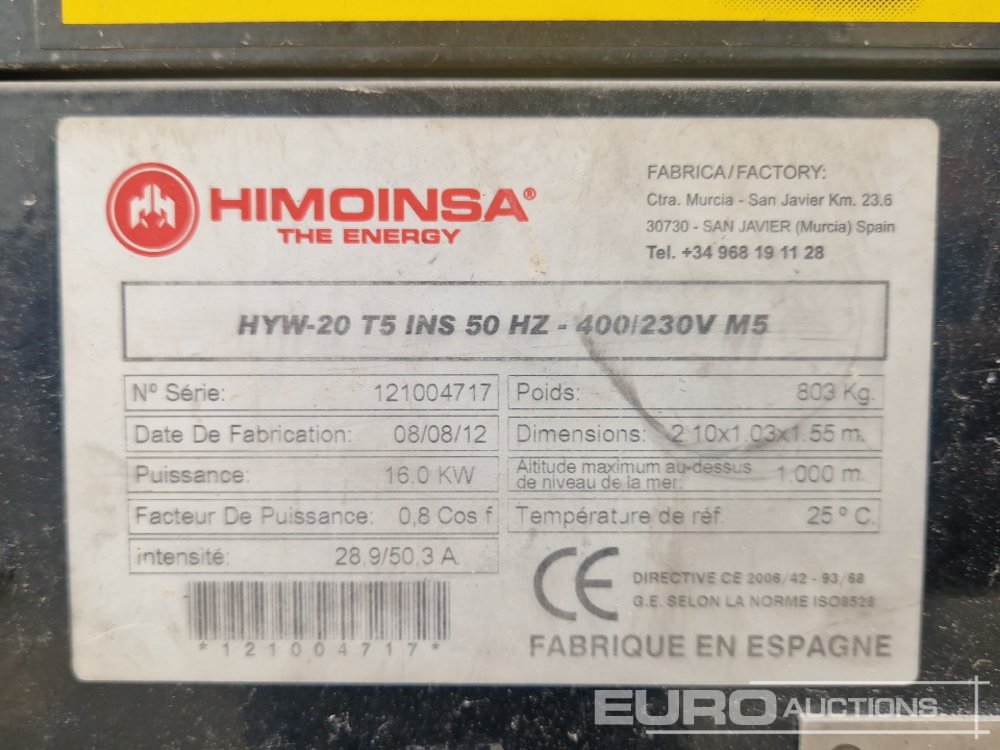 HIMOINSA®
THE ENERGY
FABRICA/FACTORY:
Ctra. Murcia - San Javier Km. 23.6
30730 - SAN JAVIER (Murcia) Spain
Tel. +34 968 19 11 28
HYW-20 T5 INS 50 HZ - 400/230V M5
Nº Série: 121004717
Poids: 803 Kg.
Date De Fabrication: 08/08/12
Dimensions: 2.10x1.03x1.55 m.
Puissance: 16.0 KW
Altitude maximum au-dessus
de niveau de la mer: 1.000 m.
Facteur De Puissance: 0,8 Cos f
Température de réf. 25 º C.
intensité: 28,9/50,3 A
CE
DIRECTIVE CE 2006/42 - 93/68
G.E. SELON LA NORME ISO8528
*121004717*
FABRIQUE EN ESPAGNE
EURO AUCTIONS